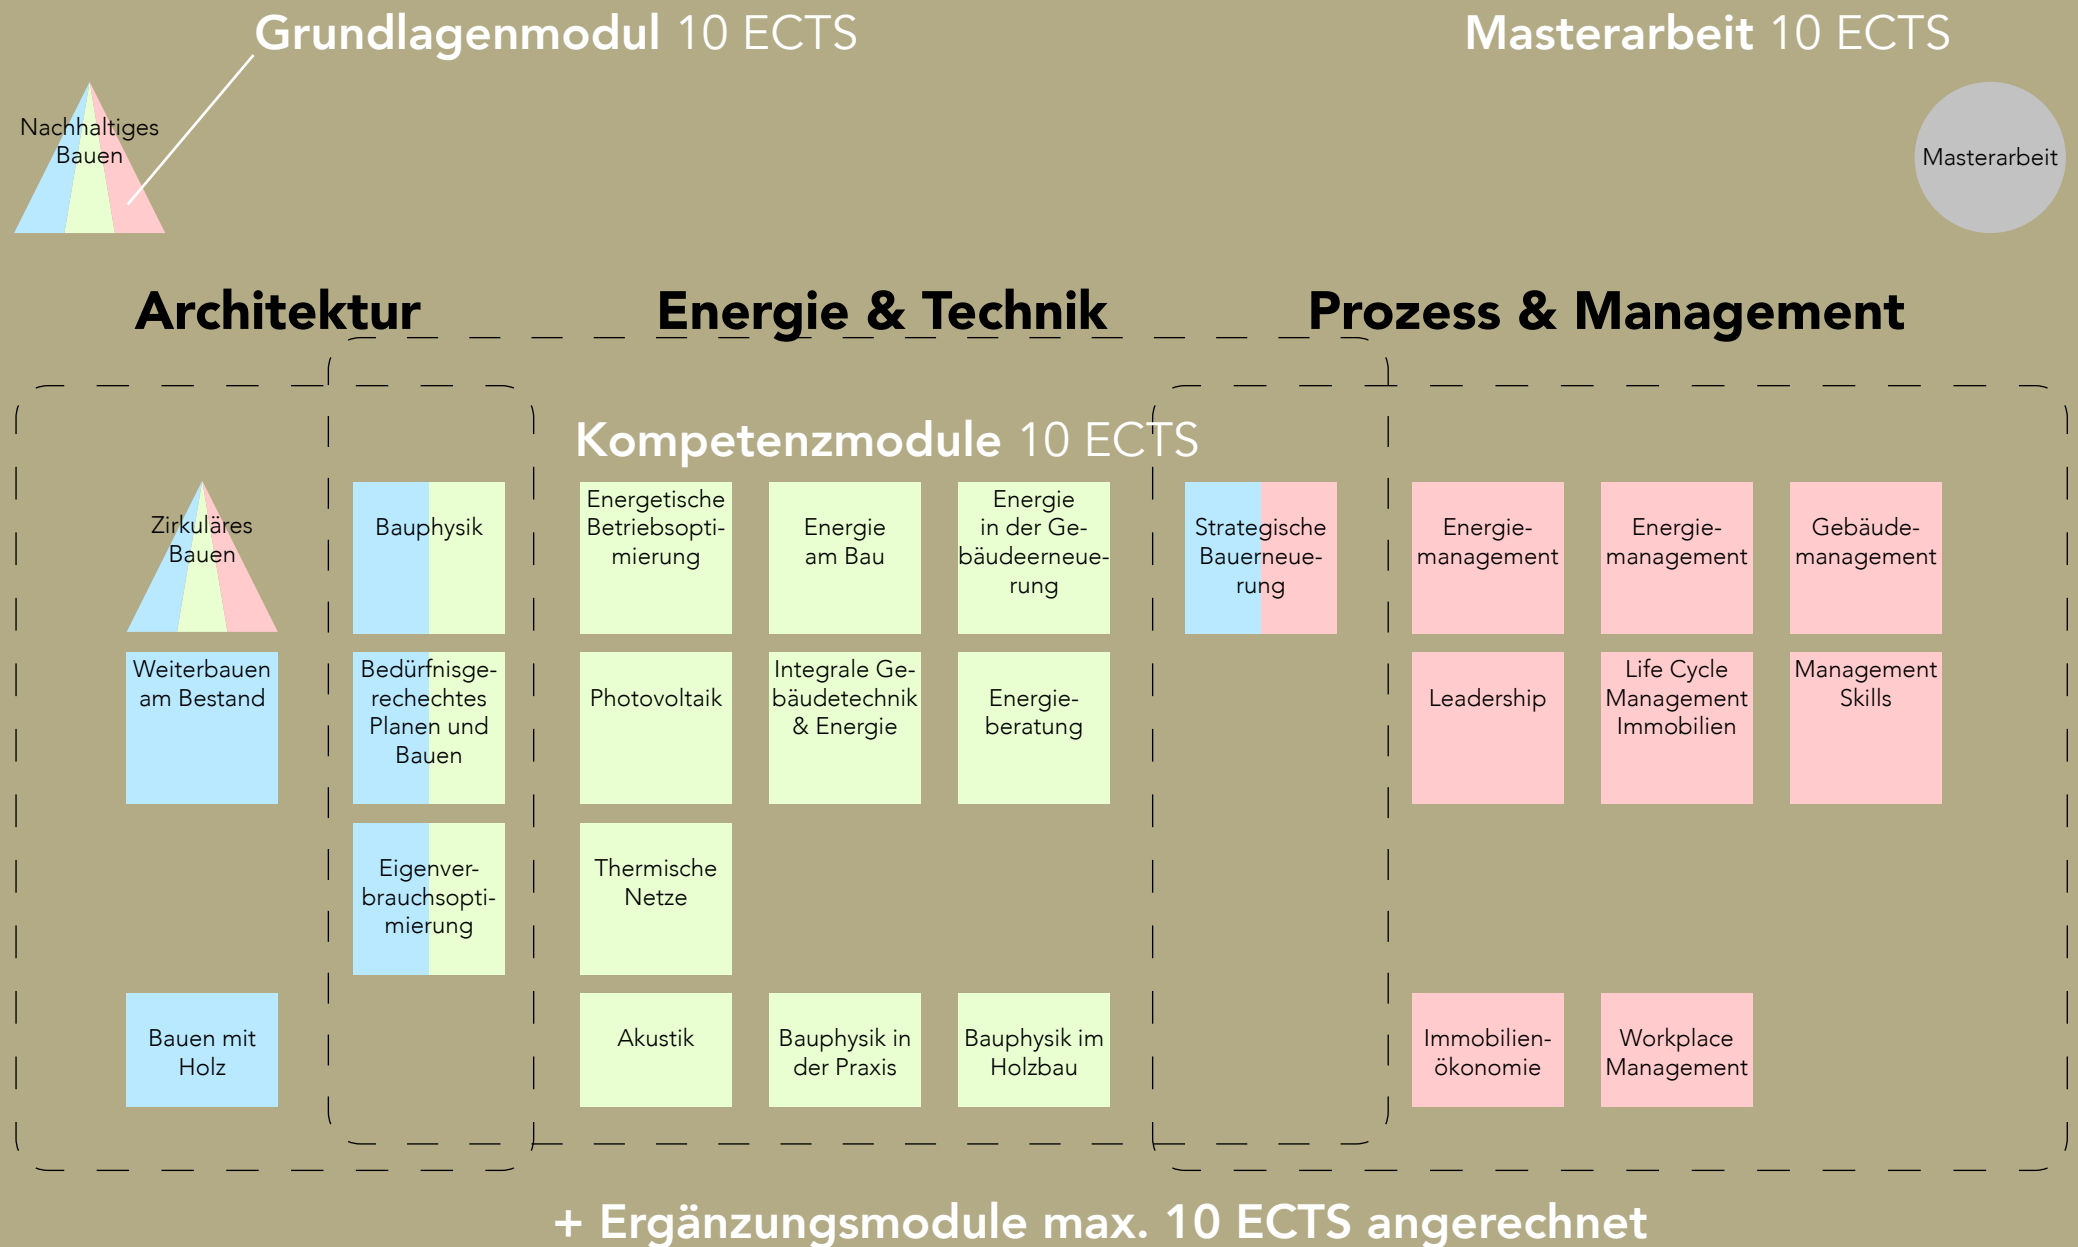 Grundlagenmodul 10 ECTS
Masterarbeit 10 ECTS
Nachhaltiges
Bauen
Masterarbeit
Architektur
Energie & Technik
Prozess & Management
Kompetenzmodule 10 ECTS
Zirkuläres
Bauen
Bauphysik
Energetische
Betriebsopti-
mierung
Energie
am Bau
Energie
in der Ge-
bäudeerneue-
rung
Strategische
Bauerneue-
rung
Energie-
management
Energie-
management
Gebäude-
management
Weiterbauen
am Bestand
Bedürfnisge-
rechechtes
Planen und
Bauen
Photovoltaik
Integrale Ge-
bäudetechnik
& Energie
Energie-
beratung
Leadership
Life Cycle
Management
Immobilien
Management
Skills
Eigenver-
brauchsopti-
mierung
Thermische
Netze
Bauen mit
Holz
Akustik
Bauphysik in
der Praxis
Bauphysik im
Holzbau
Immobilien-
ökonomie
Workplace
Management
+ Ergänzungsmodule max. 10 ECTS angerechnet